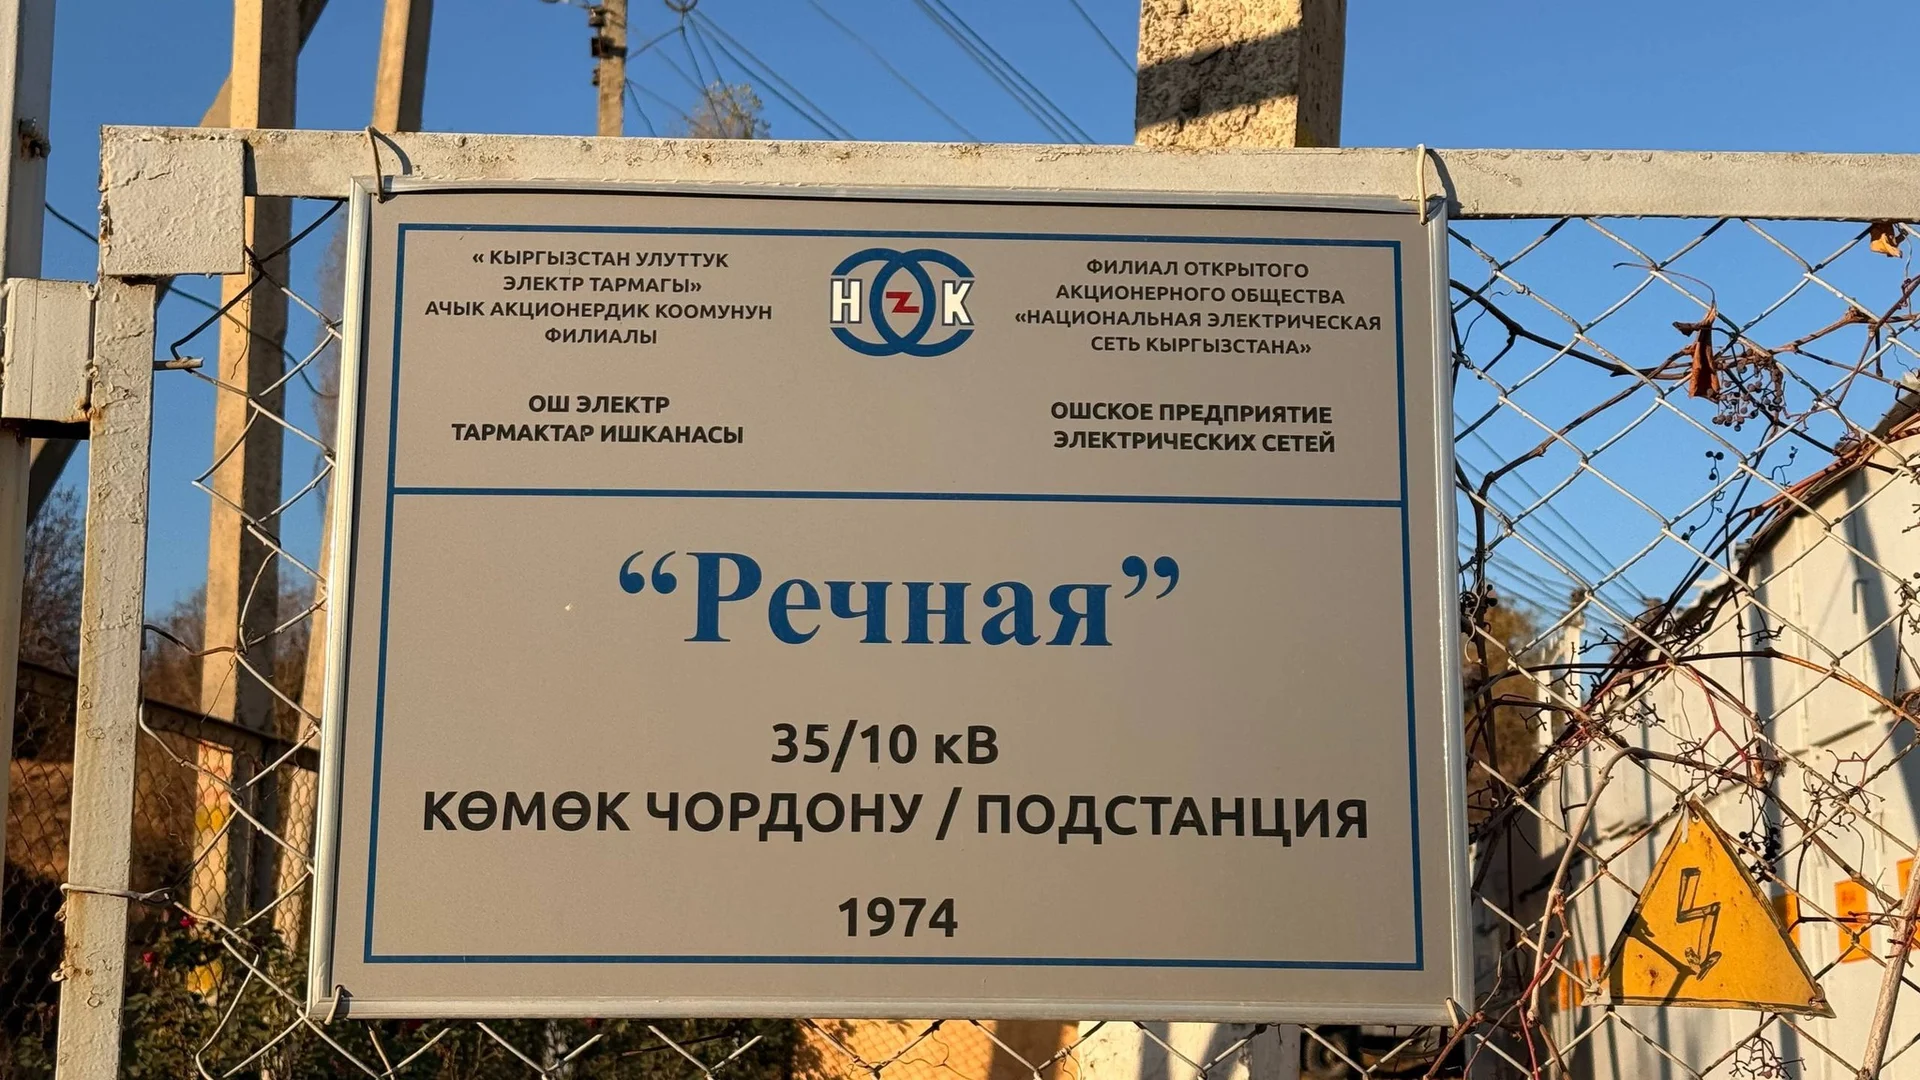 « КЫРГЫЗСТАН УЛУТТУК
ЭЛЕКТР ТАРМАГЫ»
АЧЫК АКЦИОНЕРДИК КООМУНУН
ФИЛИАЛЫ
ОШ ЭЛЕКТР
ТАРМАКТАР ИШКАНАСЫ
НZК
ФИЛИАЛ ОТКРЫТОГО
АКЦИОНЕРНОГО ОБЩЕСТВА
«НАЦИОНАЛЬНАЯ ЭЛЕКТРИЧЕСКАЯ
СЕТЬ КЫРГЫЗСТАНА»
ОШСКОЕ ПРЕДПРИЯТИЕ
ЭЛЕКТРИЧЕСКИХ СЕТЕЙ
“Речная”
35/10 кВ
КӨМӨК ЧОРДОНУ / ПОДСТАНЦИЯ
1974